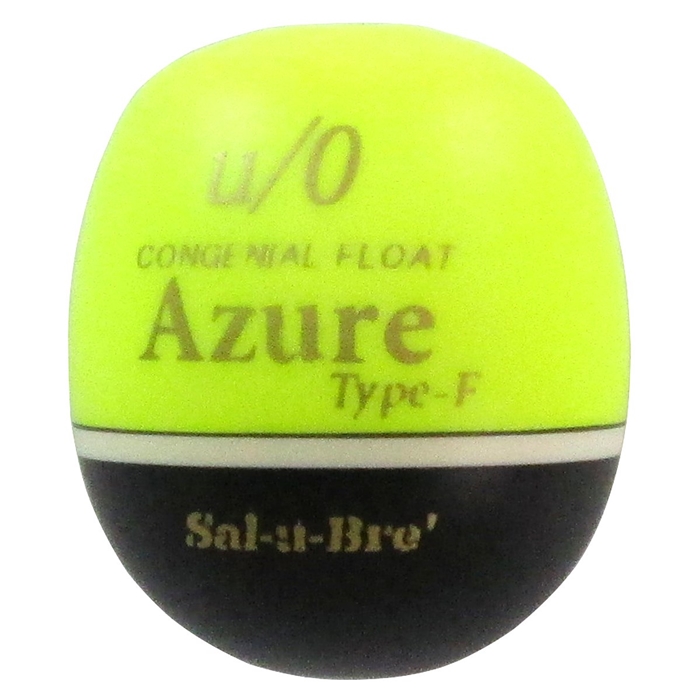 u/0
CONGENIAL FLOAT
Azure
Type-F
Sal-u-Bre'